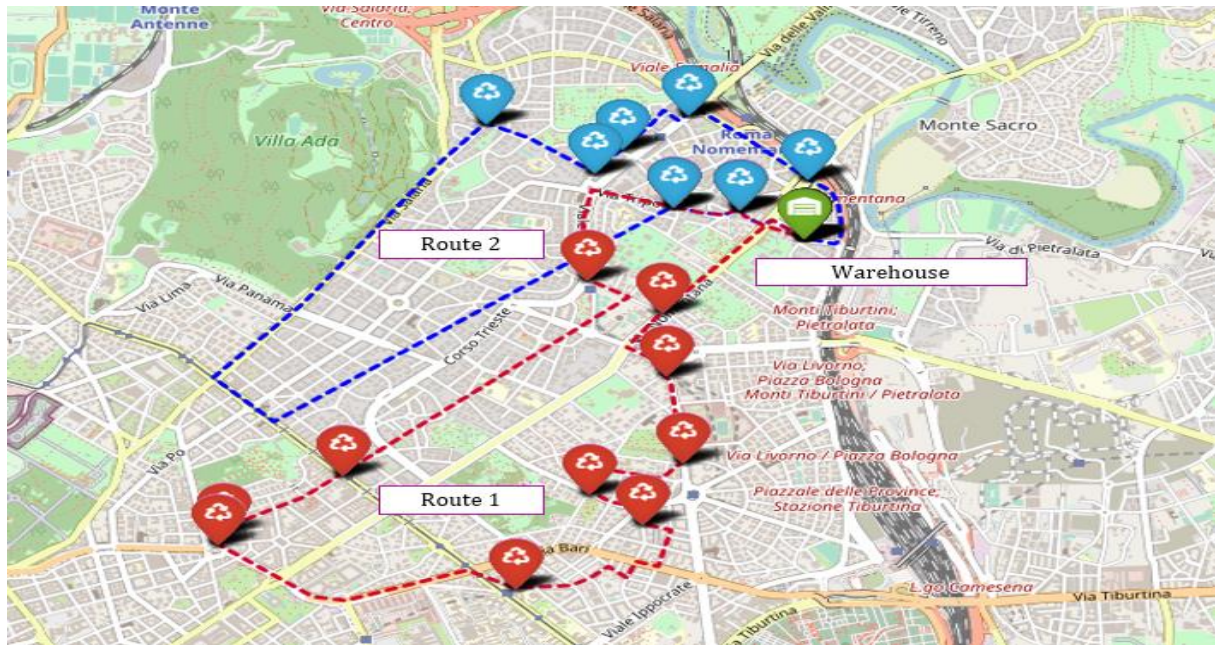 Monte
Antenne
Via Salaria,
Centro
Villa Ada
Viale Somalia
Via delle Valli
Tirreno
Roma
Nomentana
Monte Sacro
Via Salaria
Via Tripoli
Route 2
Via di Pietralata
Warehouse
Via Lima
Via Panama
Corso Trieste
Monti Tiburtini;
Pietralata
Via Livorno;
Piazza Bologna
Monti Tiburtini / Pietralata
Via Po
Via Livorno / Piazza Bologna
Route 1
Piazzale delle Province;
Stazione Tiburtina
Via Bari
Viale Ippocrate
L.go Camesena
Via Tiburtina
Via Tiburtina